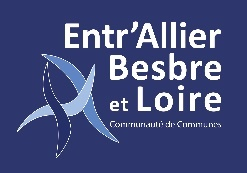 Entr'Allier
Besbre
et Loire
Communauté de Communes